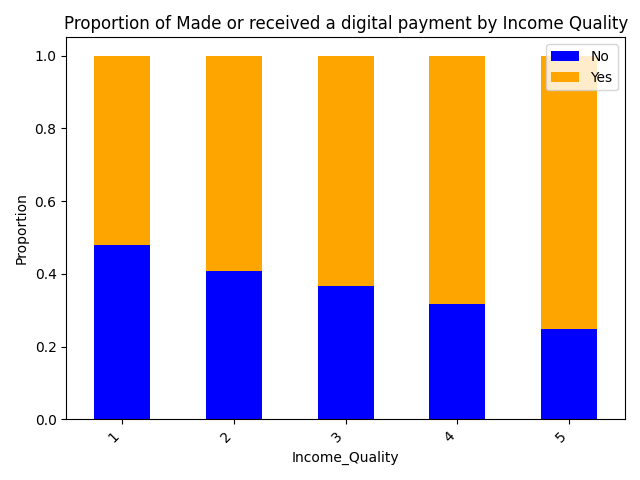 Proportion of Made or received a digital payment by Income Quality
No
Yes
1.0
0.8
0.6
0.4
0.2
0.0
Proportion
1
2
3
4
5
Income_Quality